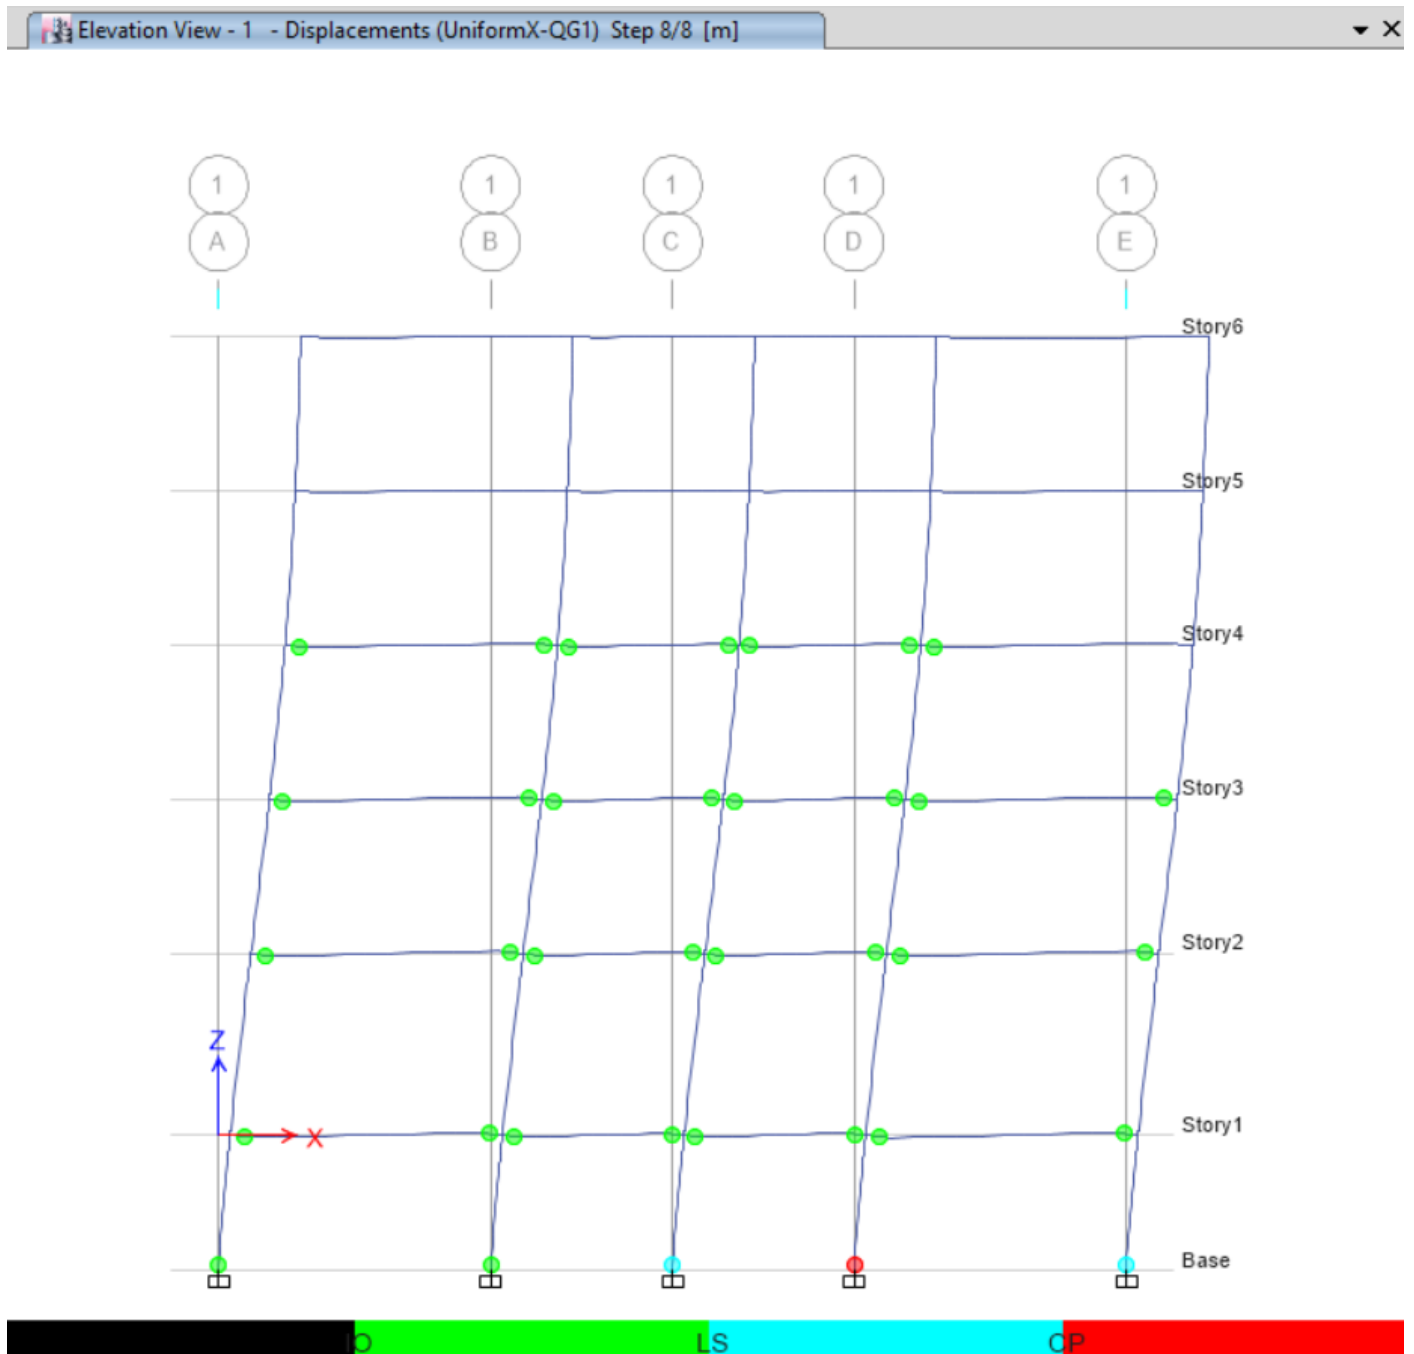 Elevation View - 1 - Displacements (UniformX-QG1) Step 8/8 [m]
1 1 1 1 1
A B C D E
Story6
Story5
Story4
Story3
Story2
Z
Story1
X
Base
IO LS CP